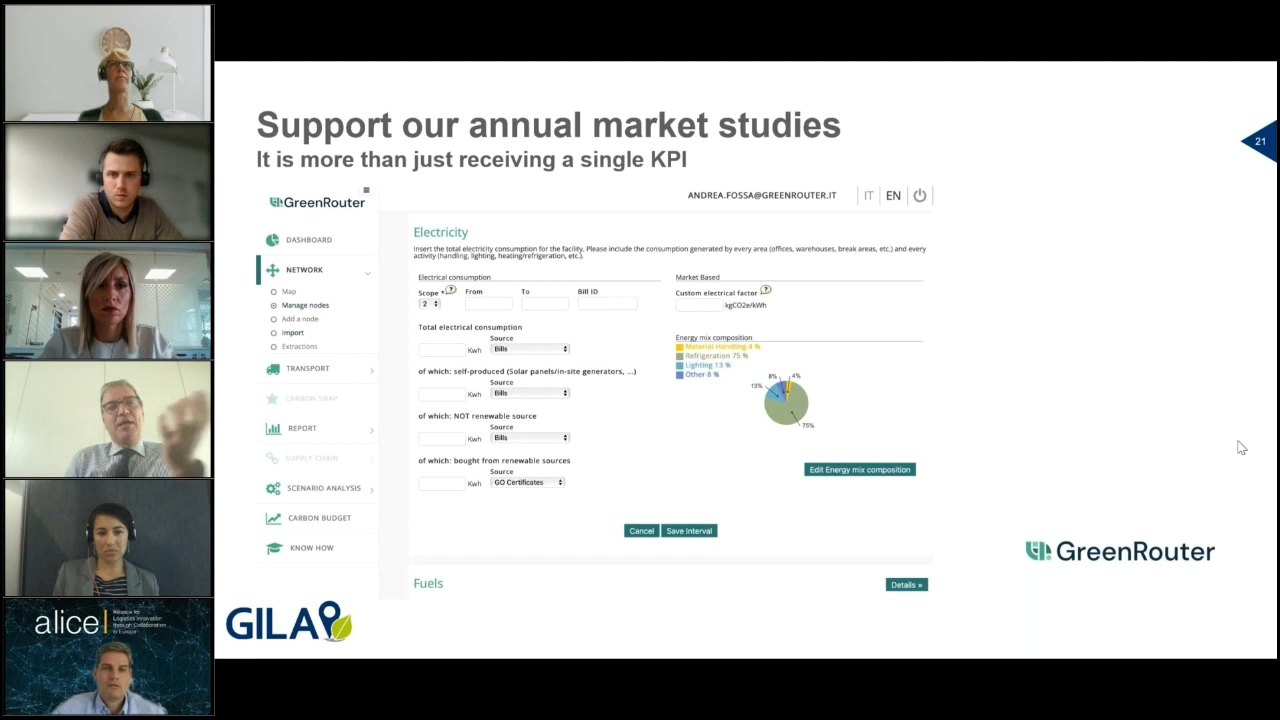 Support our annual market studies
It is more than just receiving a single KPI
21
GreenRouter
ANDREA.FOSSA@GREENROUTER.IT
IT
EN
DASHBOARD
NETWORK
Map
Manage nodes
Add a node
Import
Extractions
TRANSPORT
CARBON SNAP
REPORT
SUPPLY CHAIN
SCENARIO ANALYSIS
CARBON BUDGET
KNOW HOW
Electricity
Insert the total electricity consumption for the facility. Please include the consumption generated by every area (offices, warehouses, break areas, etc.) and every
activity (handling, lighting, heating/refrigeration, etc.).
Electrical consumption
Scope * ?
From
To
Bill ID
2
Total electrical consumption
Source
Kwh
Bills
of which: self-produced (Solar panels/in-site generators, ...)
Source
Kwh
Bills
of which: NOT renewable source
Source
Kwh
Bills
of which: bought from renewable sources
Source
Kwh
GO Certificates
Market Based
Custom electrical factor ?
kgCO2e/kWh
Energy mix composition
Material Handling 4 %
Refrigeration 75 %
Lighting 13 %
Other 8 %
8%
4%
13%
75%
Edit Energy mix composition
Cancel
Save Interval
Fuels
Details »
GreenRouter
GILA
alice
Alliance for
Logistics Innovation
through Collaboration
in Europe